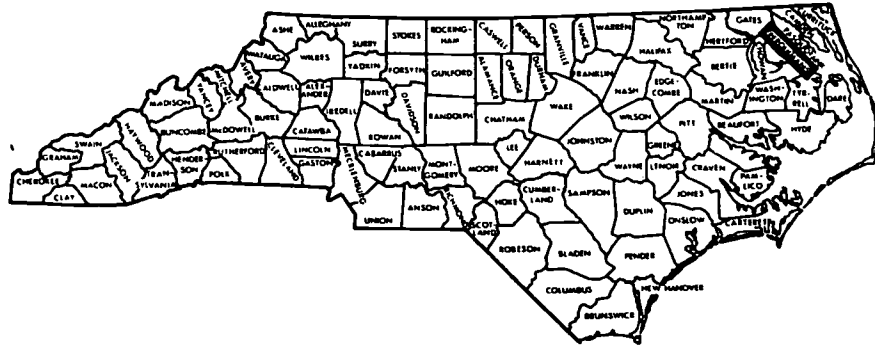 ASHE
ALLEGHANY
SURRY
STOKES
ROCKING-
HAM
CASWELL
PERSON
GRANVILLE
VANCE
WARREN
NORTHAMP
TON
GATES
HERTFORD
HALIFAX
BERTIE
WATAUGA
WILKES
YADKIN
FORSYTH
GUILFORD
ALAMANCE
ORANGE
DURHAM
FRANKLIN
NASH
EDGE-
COMBE
MARTIN
WASH-
INGTON
TYR-
RELL
DARE
MITCHELL
AVERY
CALDWELL
ALEX-
ANDER
IREDELL
DAVIE
DAVIDSON
RANDOLPH
CHATHAM
WAKE
WILSON
PITT
BEAUFORT
HYDE
MADISON
YANCEY
BURKE
CATAWBA
ROWAN
LEE
JOHNSTON
GREENE
SWAIN
HAYWOOD
BUNCOMBE
McDOWELL
LINCOLN
CABARRUS
STANLY
MONT-
GOMERY
MOORE
HARNETT
WAYNE
LENOIR
CRAVEN
PAM-
LICO
GRAHAM
JACKSON
HENDER-
SON
RUTHERFORD
CLEVELAND
GASTON
MECKLENBURG
CHEROKEE
CLAY
MACON
TRAN-
SYLVANIA
POLK
UNION
ANSON
RICHMOND
SCOT-
LAND
HOKE
CUMBER-
LAND
SAMPSON
DUPLIN
JONES
ONSLOW
CARTERET
ROBESON
BLADEN
PENDER
COLUMBUS
BRUNSWICK
NEW HANOVER